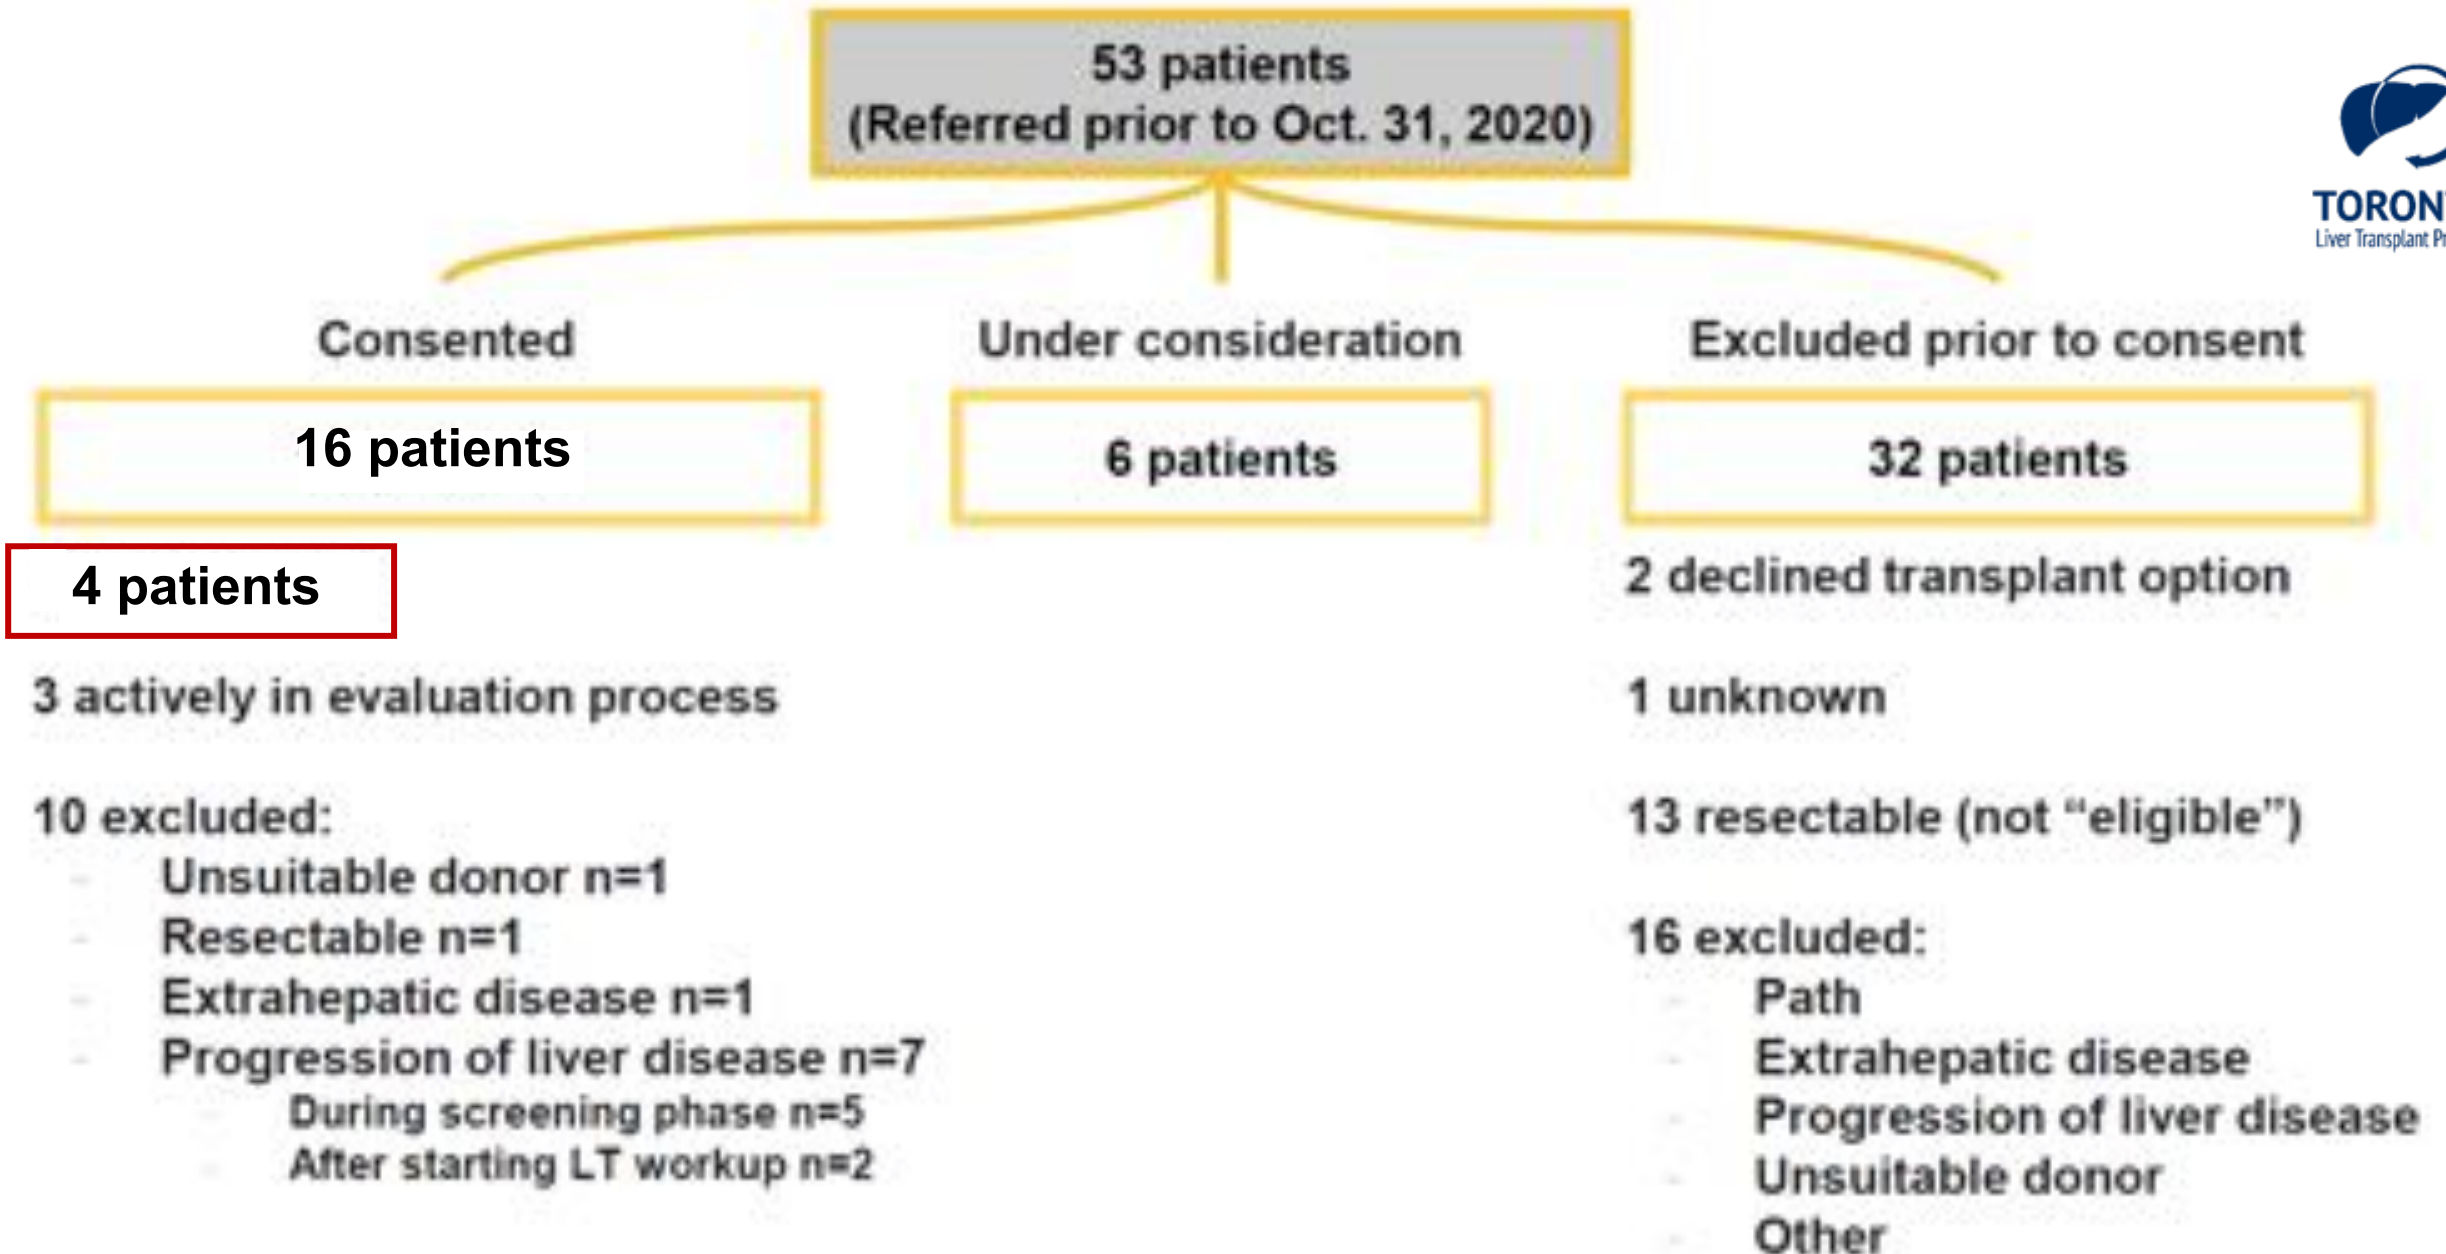 53 patients
(Referred prior to Oct. 31, 2020)
TORON
Liver Transplant Pr
Consented
Under consideration
Excluded prior to consent
16 patients
6 patients
32 patients
4 patients
3 actively in evaluation process
10 excluded:
- Unsuitable donor n=1
- Resectable n=1
- Extrahepatic disease n=1
- Progression of liver disease n=7
- During screening phase n=5
- After starting LT workup n=2
2 declined transplant option
1 unknown
13 resectable (not “eligible”)
16 excluded:
- Path
- Extrahepatic disease
- Progression of liver disease
- Unsuitable donor
- Other